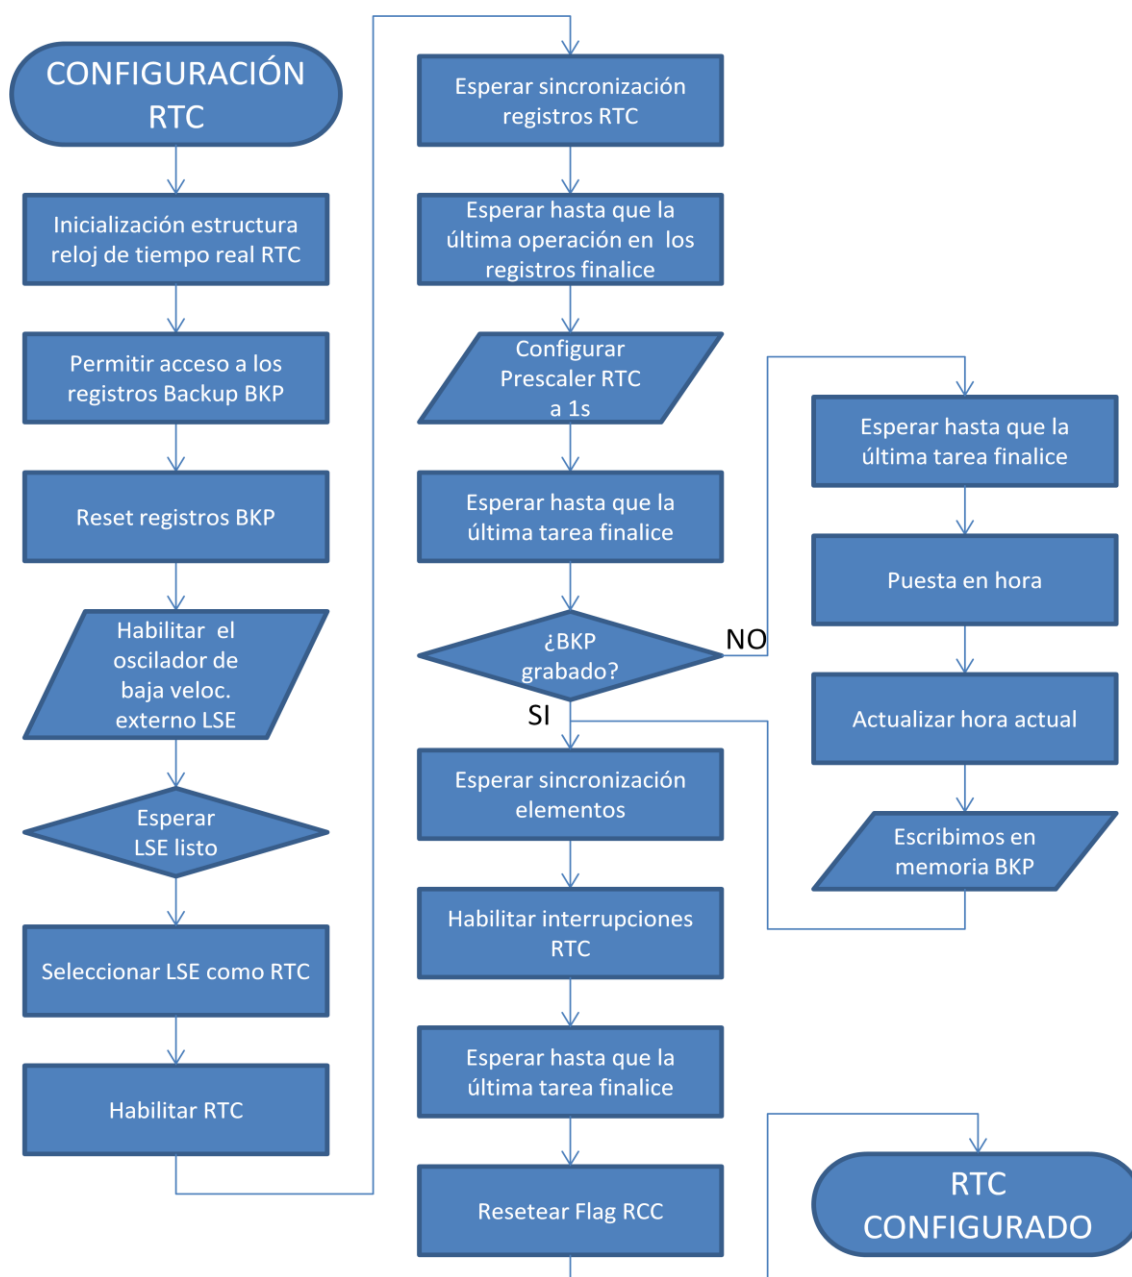 CONFIGURACIÓN
RTC
Inicialización estructura
reloj de tiempo real RTC
Permitir acceso a los
registros Backup BKP
Reset registros BKP
Habilitar el
oscilador de
baja veloc.
externo LSE
Esperar
LSE listo
Seleccionar LSE como RTC
Habilitar RTC
Esperar sincronización
registros RTC
Esperar hasta que la
última operación en los
registros finalice
Configurar
Prescaler RTC
a 1s
Esperar hasta que la
última tarea finalice
¿BKP
grabado?
NO
SI
Esperar hasta que la
última tarea finalice
Puesta en hora
Actualizar hora actual
Escribimos en
memoria BKP
Esperar sincronización
elementos
Habilitar interrupciones
RTC
Esperar hasta que la
última tarea finalice
Resetear Flag RCC
RTC
CONFIGURADO